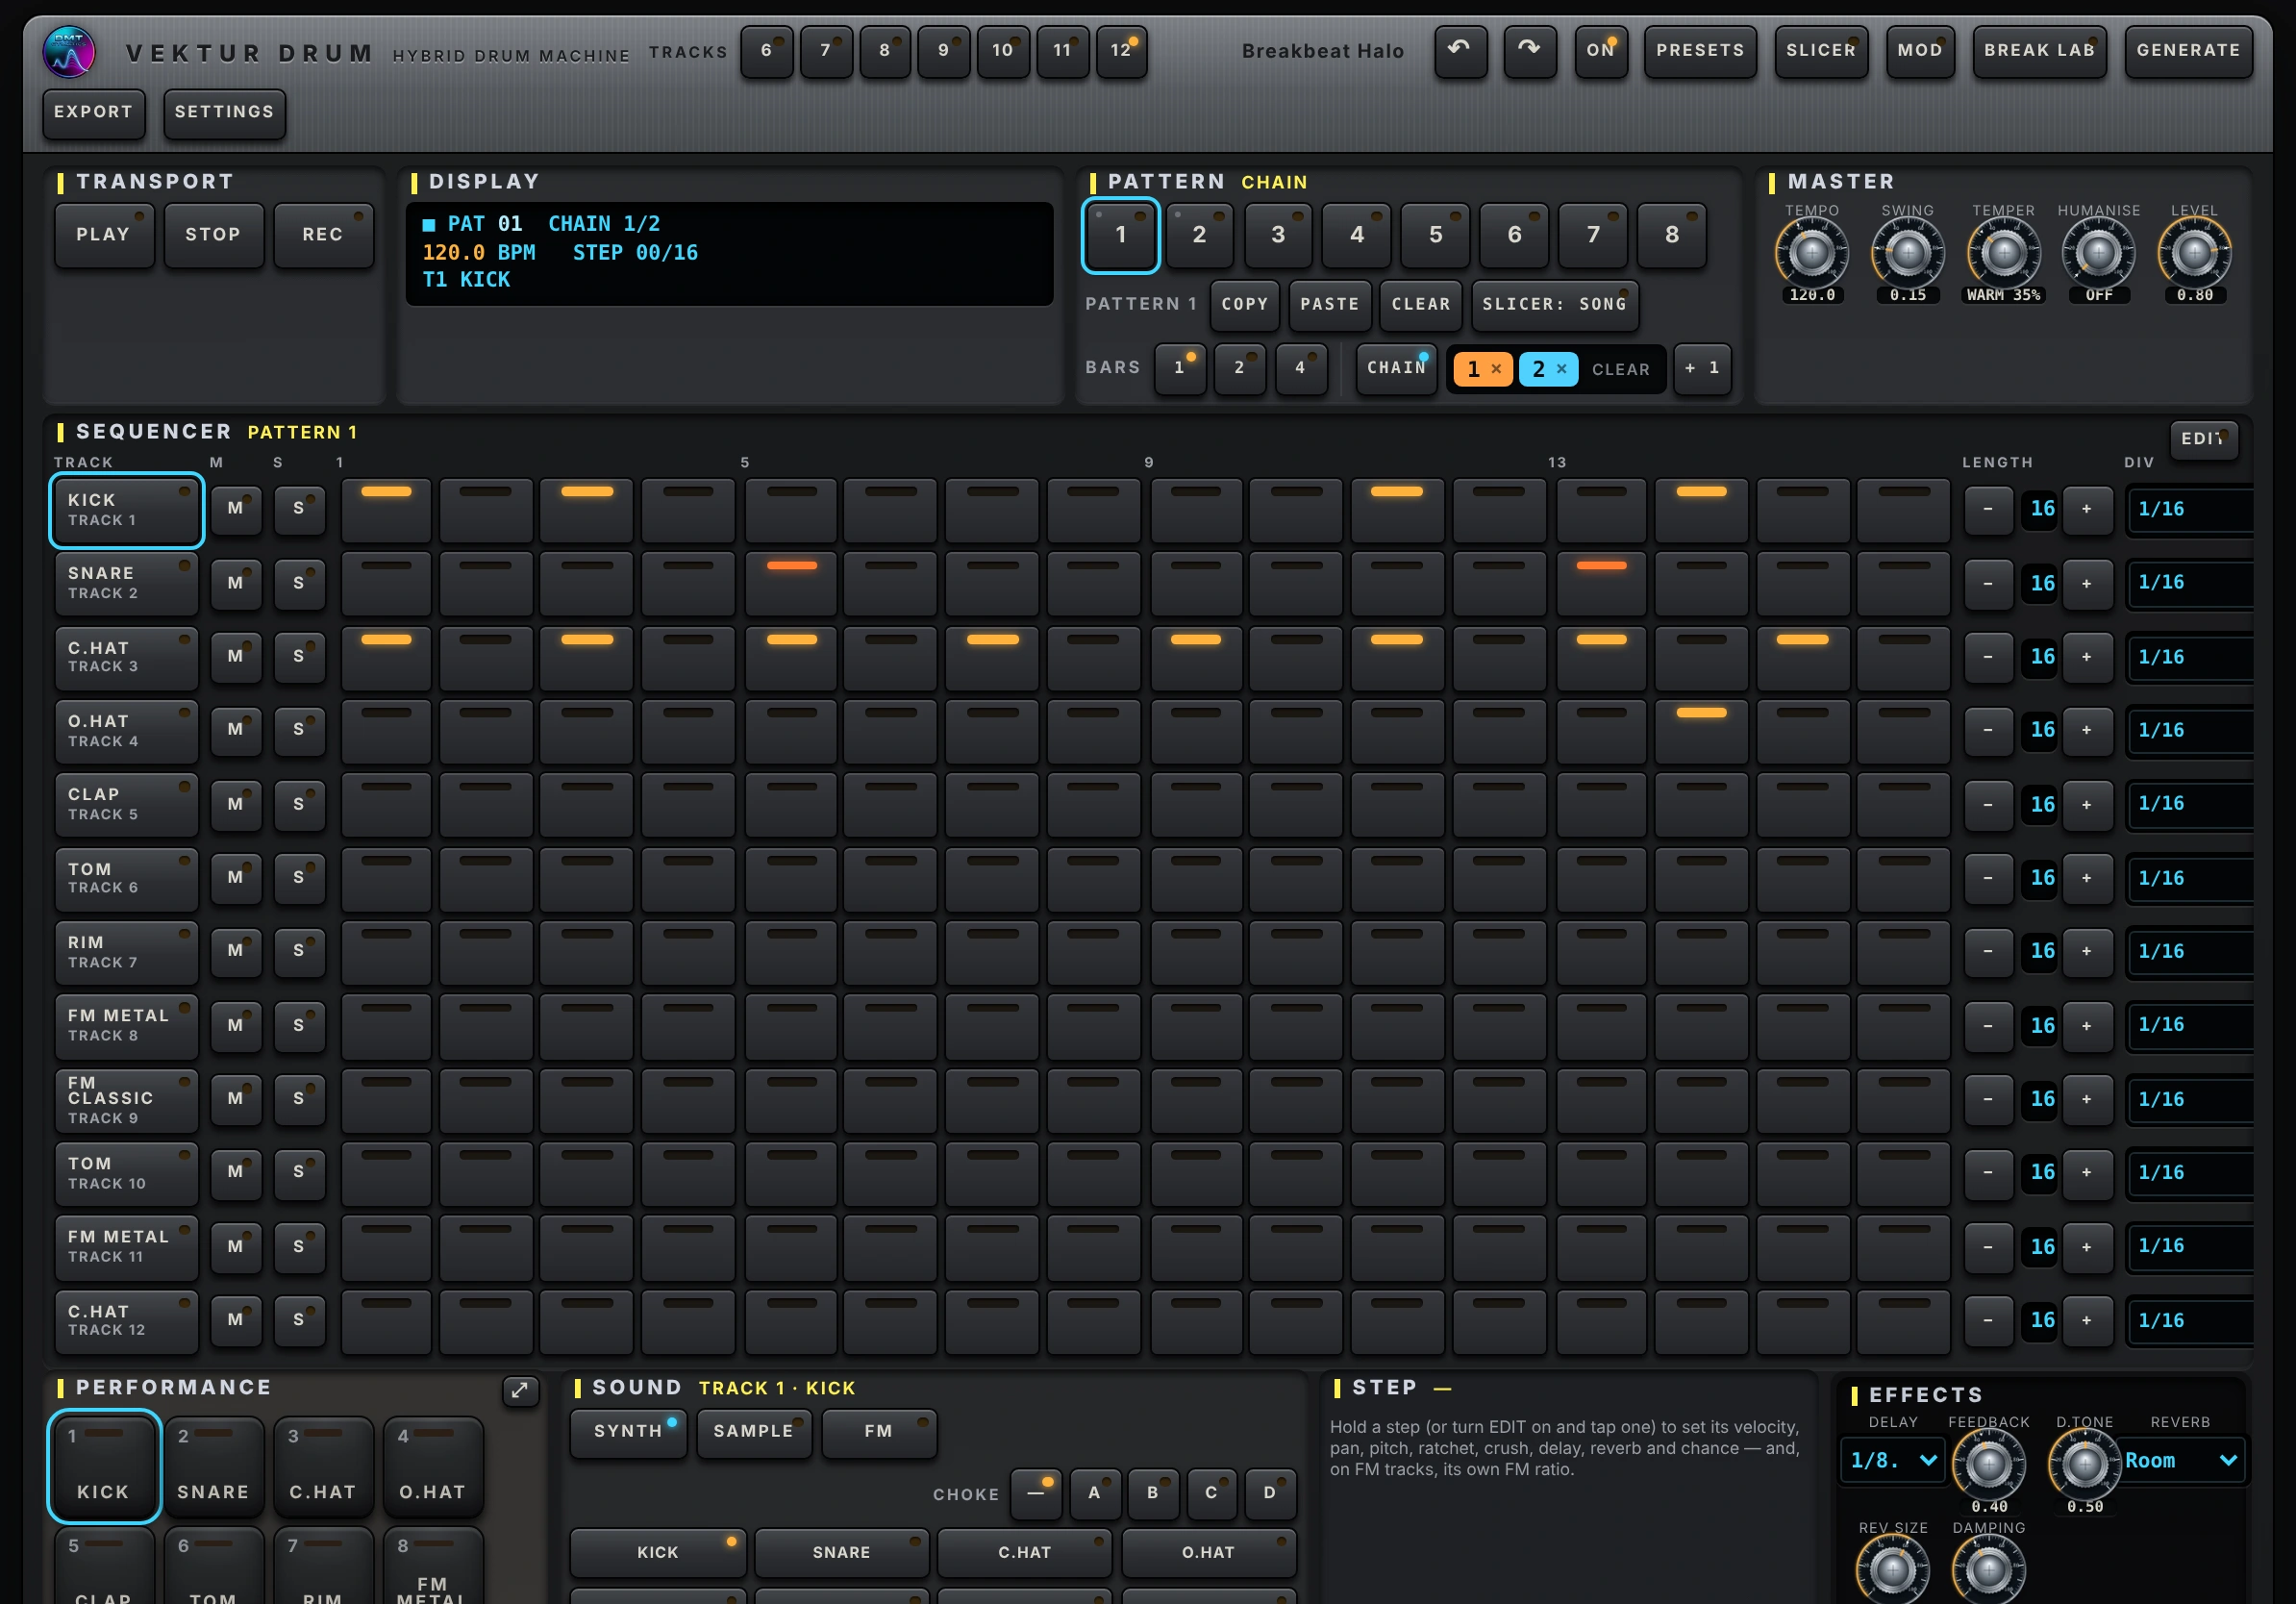 VEKTUR DRUM HYBRID DRUM MACHINE TRACKS 6 7 8 9 10 11 12 Breakbeat Halo ↶ ↷ ON PRESETS SLICER MOD BREAK LAB GENERATE
EXPORT SETTINGS
TRANSPORT
PLAY STOP REC
DISPLAY
■ PAT 01 CHAIN 1/2
120.0 BPM STEP 00/16
T1 KICK
PATTERN CHAIN
1 2 3 4 5 6 7 8
PATTERN 1 COPY PASTE CLEAR SLICER: SONG
BARS 1 2 4 CHAIN 1 × 2 × CLEAR + 1
MASTER
TEMPO SWING TEMPER HUMANISE LEVEL
120.0 0.15 WARM 35% OFF 0.80
SEQUENCER PATTERN 1 EDIT
TRACK M S 1 5 9 13 LENGTH DIV
KICK
TRACK 1 M S − 16 + 1/16
SNARE
TRACK 2 M S − 16 + 1/16
C.HAT
TRACK 3 M S − 16 + 1/16
O.HAT
TRACK 4 M S − 16 + 1/16
CLAP
TRACK 5 M S − 16 + 1/16
TOM
TRACK 6 M S − 16 + 1/16
RIM
TRACK 7 M S − 16 + 1/16
FM METAL
TRACK 8 M S − 16 + 1/16
FM
CLASSIC
TRACK 9 M S − 16 + 1/16
TOM
TRACK 10 M S − 16 + 1/16
FM METAL
TRACK 11 M S − 16 + 1/16
C.HAT
TRACK 12 M S − 16 + 1/16
PERFORMANCE
1 2 3 4
KICK SNARE C.HAT O.HAT
5 6 7 8
CLAP TOM RIM FM
METAL
SOUND TRACK 1 · KICK
SYNTH SAMPLE FM
CHOKE — A B C D
KICK SNARE C.HAT O.HAT
STEP —
Hold a step (or turn EDIT on and tap one) to set its velocity,
pan, pitch, ratchet, crush, delay, reverb and chance — and,
on FM tracks, its own FM ratio.
EFFECTS
DELAY FEEDBACK D.TONE REVERB
1/8. Room
0.40 0.50
REV SIZE DAMPING